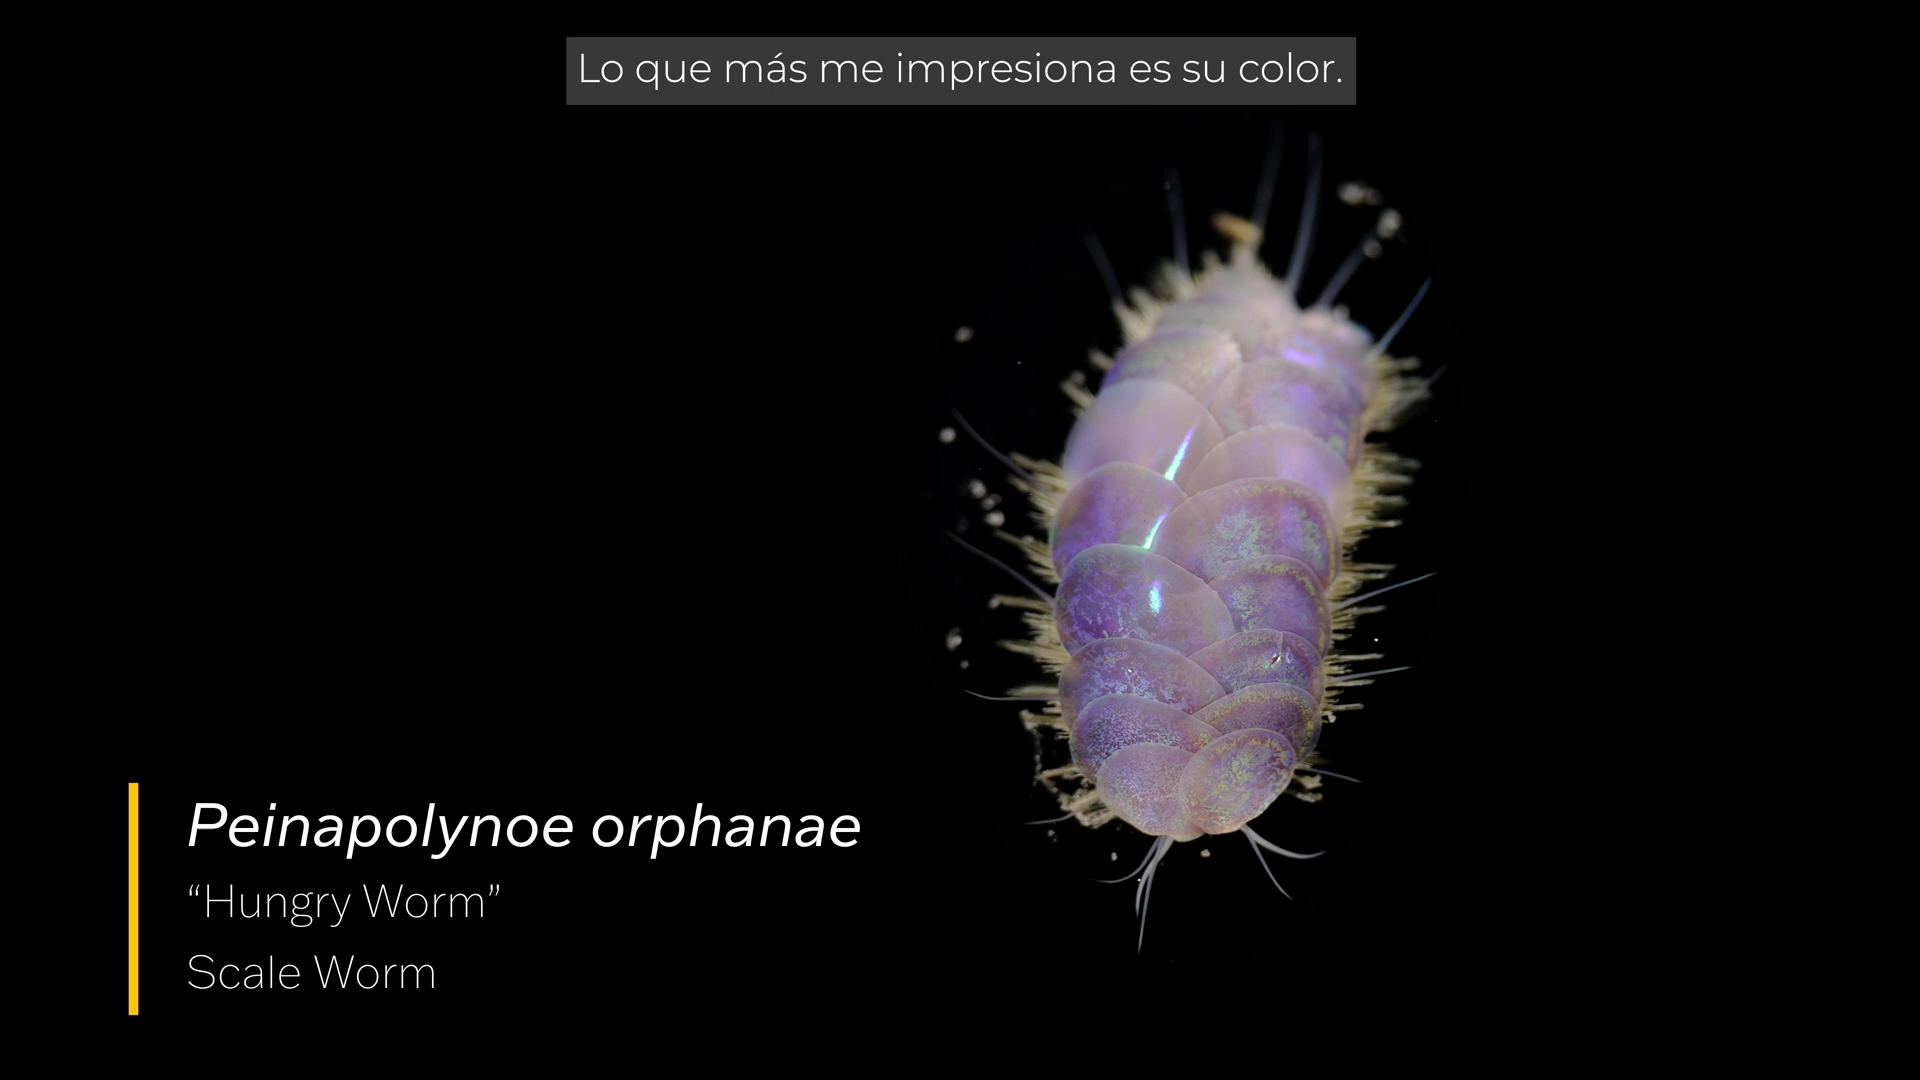 Lo que más me impresiona es su color.
Peinapolynoe orphanae
“Hungry Worm”
Scale Worm